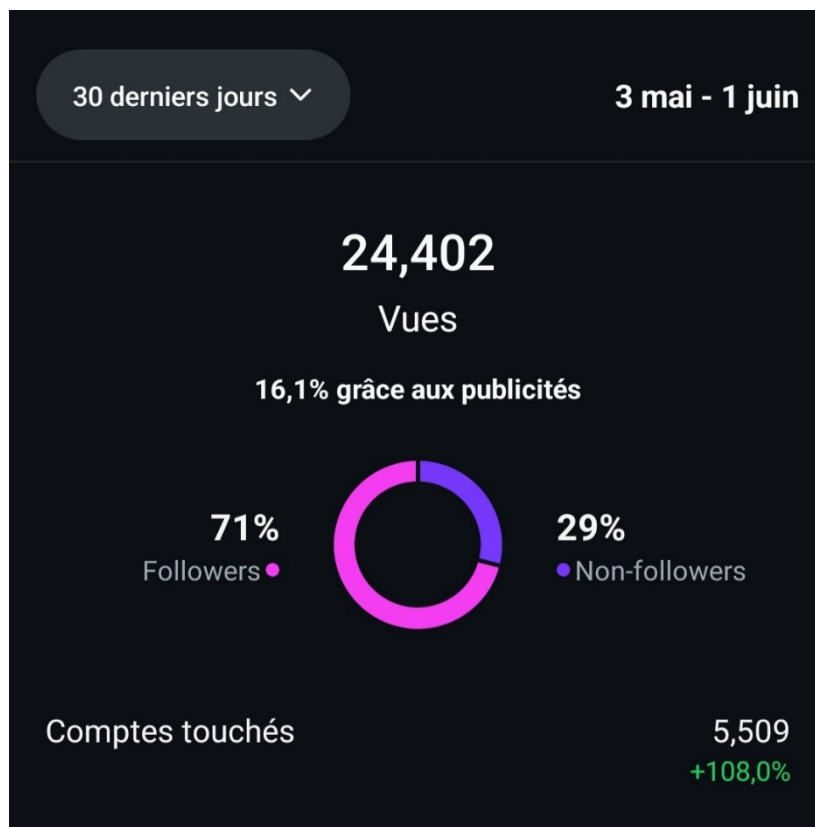 30 derniers jours
3 mai - 1 juin
24,402
Vues
16,1% grâce aux publicités
71%
Followers
29%
Non-followers
Comptes touchés
5,509
+108,0%